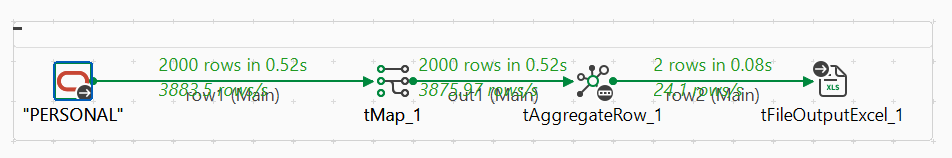 2000 rows in 0.52s
3883.5 rows/s
row1 (Main)
2000 rows in 0.52s
3875.97 rows/s
out1 (Main)
2 rows in 0.08s
24.1 rows/s
row2 (Main)
XLS
"PERSONAL"
tMap_1
tAggregateRow_1
tFileOutputExcel_1